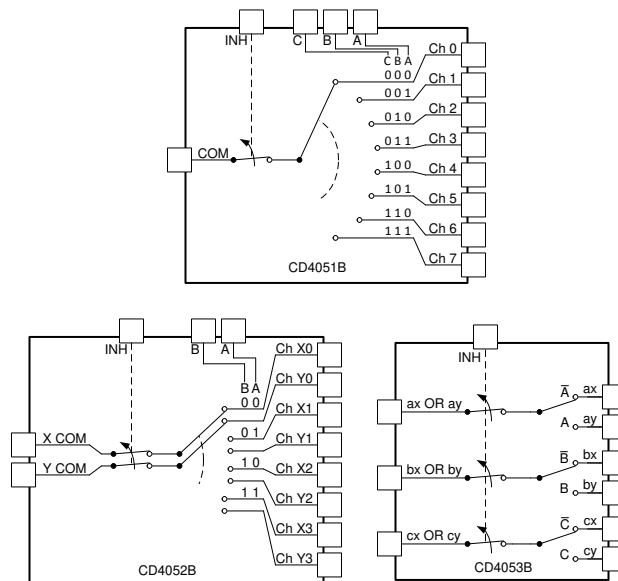 INH C B A
C B A
Ch 0
0 0 0
Ch 1
0 0 1
Ch 2
0 1 0
Ch 3
0 1 1
COM
Ch 4
1 0 0
Ch 5
1 0 1
Ch 6
1 1 0
Ch 7
1 1 1
CD4051B
INH B A
B A
Ch X0
0 0
Ch Y0
Ch X1
0 1
X COM
Ch Y1
Y COM
Ch X2
1 0
Ch Y2
1 1
Ch X3
Ch Y3
CD4052B
INH
ax OR ay
A̅ ax
A ay
bx OR by
B̅ bx
B by
cx OR cy
C̅ cx
C cy
CD4053B